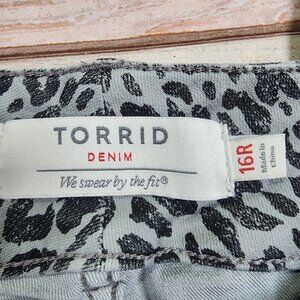 TORRID
DENIM
We swear by the fit®
16R
Made in
China